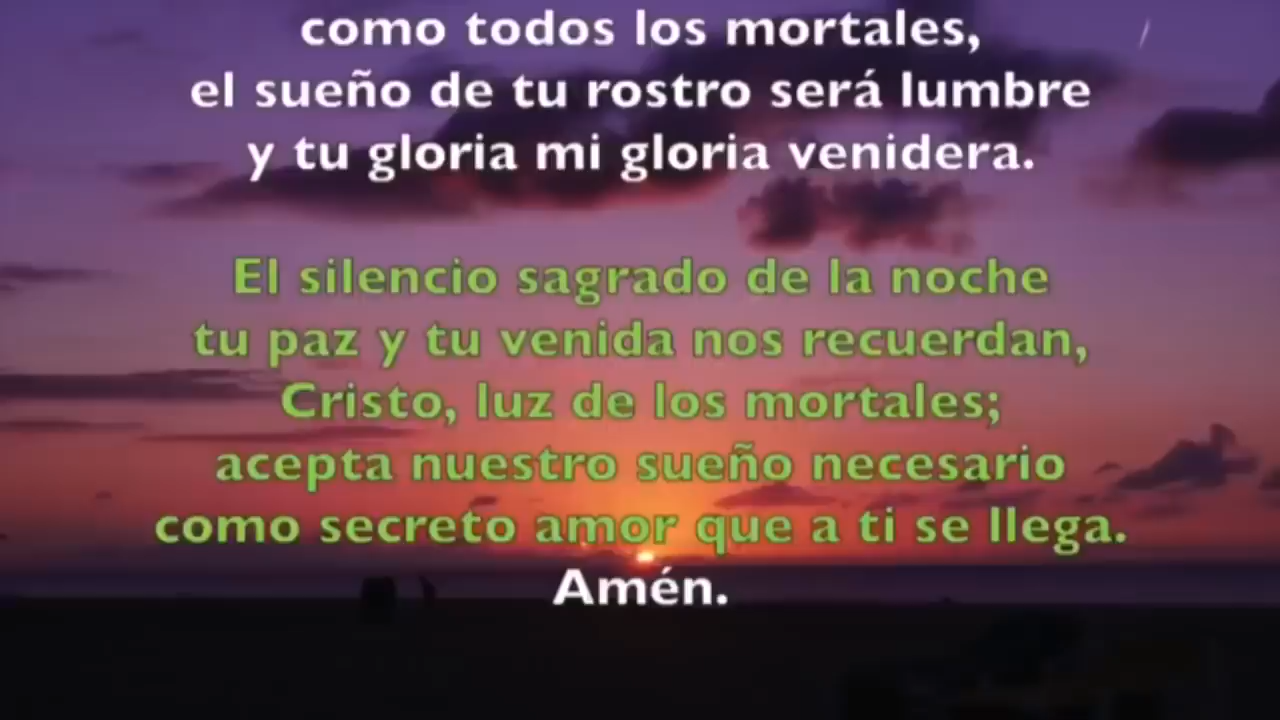 como todos los mortales,
el sueño de tu rostro será lumbre
y tu gloria mi gloria venidera.
El silencio sagrado de la noche
tu paz y tu venida nos recuerdan,
Cristo, luz de los mortales;
acepta nuestro sueño necesario
como secreto amor que a ti se llega.
Amén.